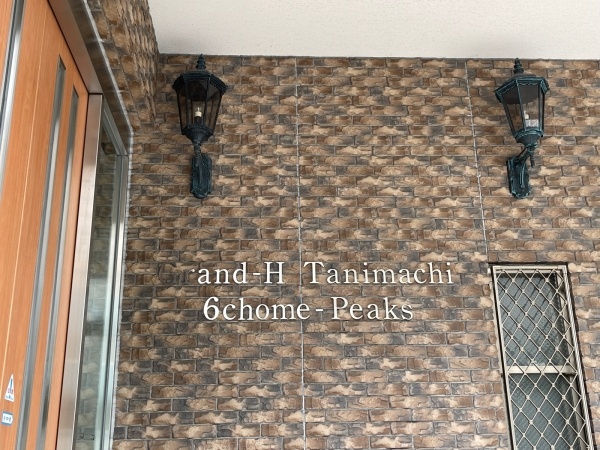 ·and-H Tanimachi
6chome-Peaks